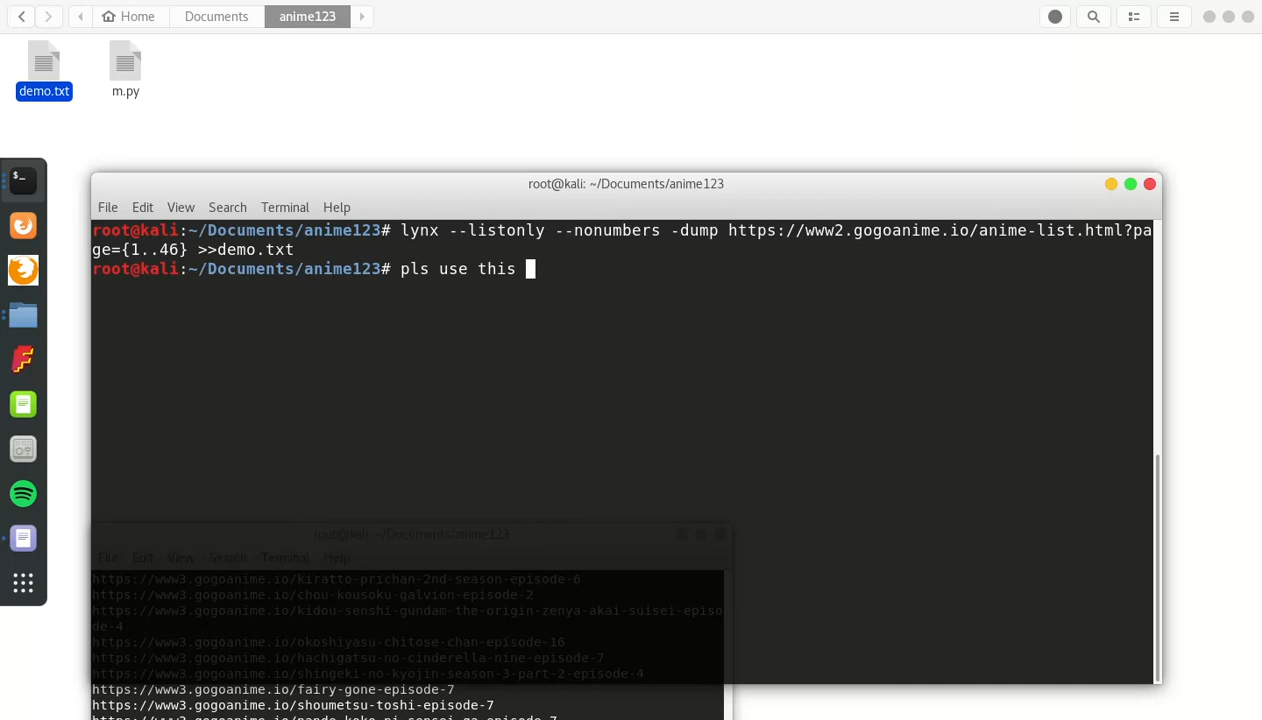 Home Documents anime123
demo.txt m.py
root@kali: ~/Documents/anime123
File Edit View Search Terminal Help
root@kali:~/Documents/anime123# lynx --listonly --nonumbers -dump https://www2.gogoanime.io/anime-list.html?pa
ge={1..46} >>demo.txt
root@kali:~/Documents/anime123# pls use this
root@kali: ~/Documents/anime123
File Edit View Search Terminal Help
https://www3.gogoanime.io/kiratto-prichan-2nd-season-episode-6
https://www3.gogoanime.io/chou-kousoku-galvion-episode-2
https://www3.gogoanime.io/kidou-senshi-gundam-the-origin-zenya-akai-suisei-episo
de-4
https://www3.gogoanime.io/okoshiyasu-chitose-chan-episode-16
https://www3.gogoanime.io/hachigatsu-no-cinderella-nine-episode-7
https://www3.gogoanime.io/shingeki-no-kyojin-season-3-part-2-episode-4
https://www3.gogoanime.io/fairy-gone-episode-7
https://www3.gogoanime.io/shoumetsu-toshi-episode-7